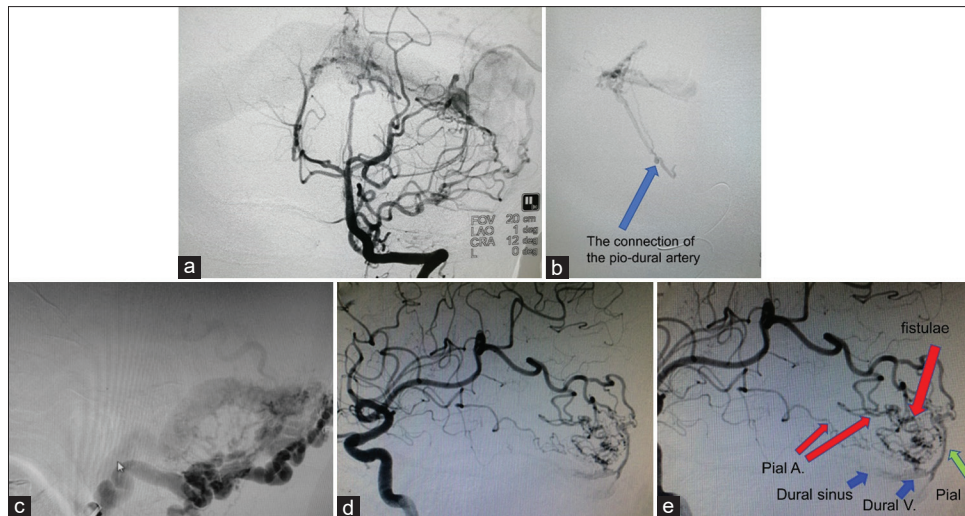 FOV 20 cm
LAO 1 deg
CRA 12 deg
L 0 deg
a
b
The connection of
the pio-dural artery
c
d
e
fistulae
Pial A.
Dural sinus
Dural V.
Pial